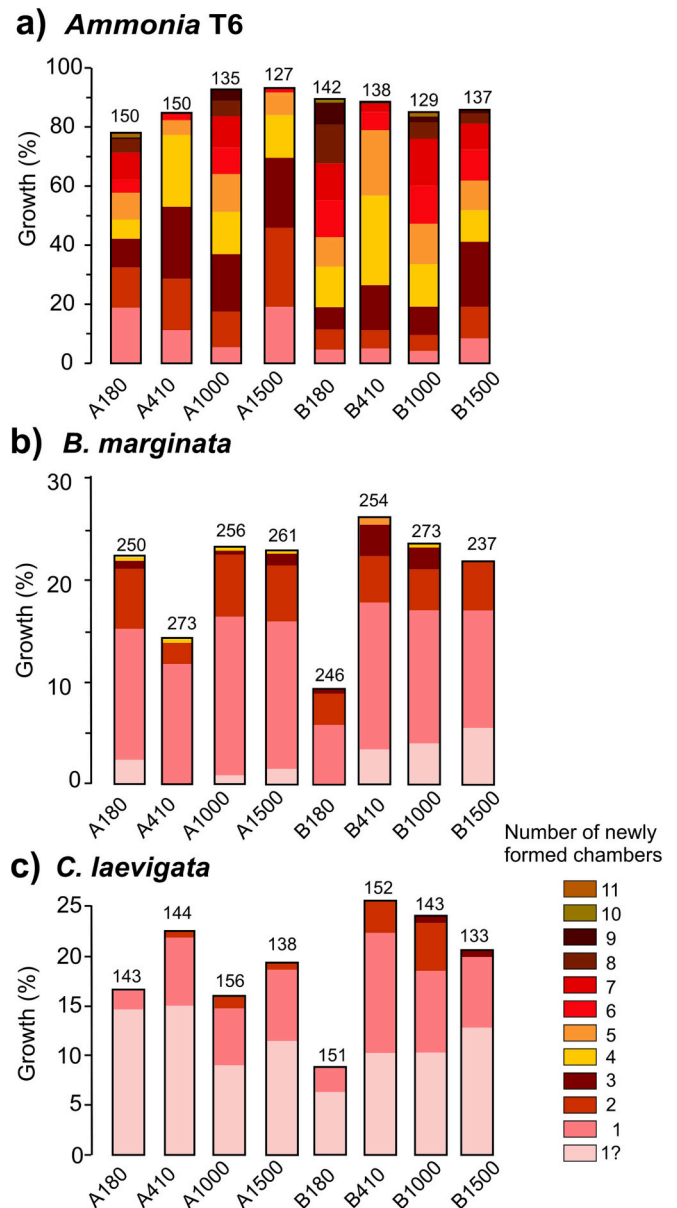 a) Ammonia T6
100
80
60
40
20
0
Growth (%)
150
150
135
127
142
138
129
137
A180
A410
A1000
A1500
B180
B410
B1000
B1500
b) B. marginata
30
20
10
0
Growth (%)
250
273
256
261
246
254
273
237
A180
A410
A1000
A1500
B180
B410
B1000
B1500
c) C. laevigata
25
20
15
10
5
0
Growth (%)
143
144
156
138
151
152
143
133
A180
A410
A1000
A1500
B180
B410
B1000
B1500
Number of newly
formed chambers
11
10
9
8
7
6
5
4
3
2
1
1?